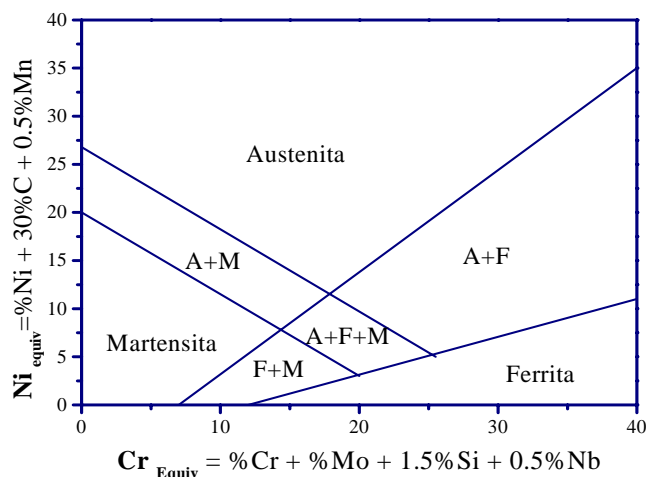 40
35
30
25
20
15
10
5
0
Ni equiv=%Ni + 30%C + 0.5%Mn
Austenita
A+M
A+F
A+F+M
Martensita
F+M
Ferrita
0 10 20 30 40
Cr Equiv = %Cr + %Mo + 1.5%Si + 0.5%Nb